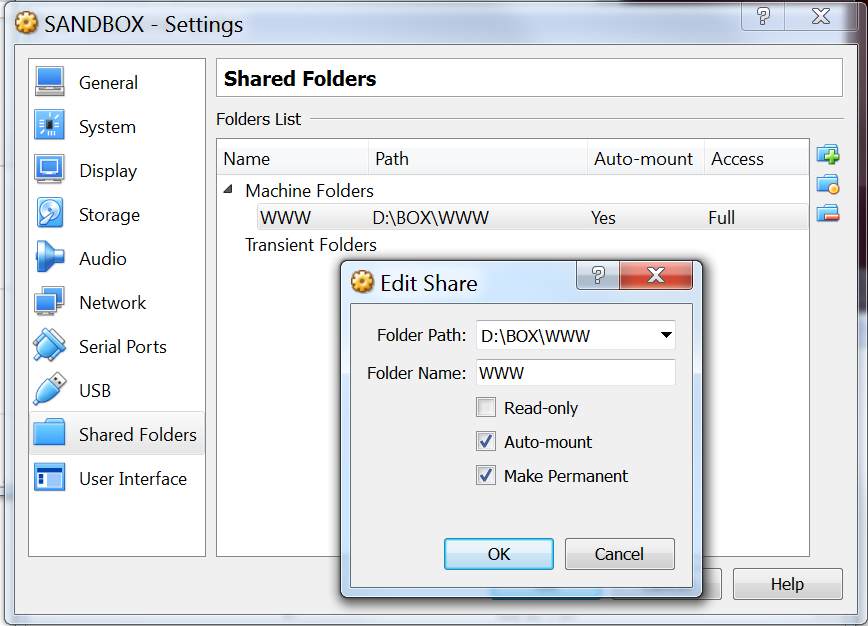 SANDBOX - Settings
?
General
System
Display
Storage
Audio
Network
Serial Ports
USB
Shared Folders
User Interface
Shared Folders
Folders List
Name Path Auto-mount Access
Machine Folders
WWW D:\BOX\WWW Yes Full
Transient Folders
Edit Share
?
Folder Path: D:\BOX\WWW
Folder Name: WWW
Read-only
Auto-mount
Make Permanent
OK Cancel
Help